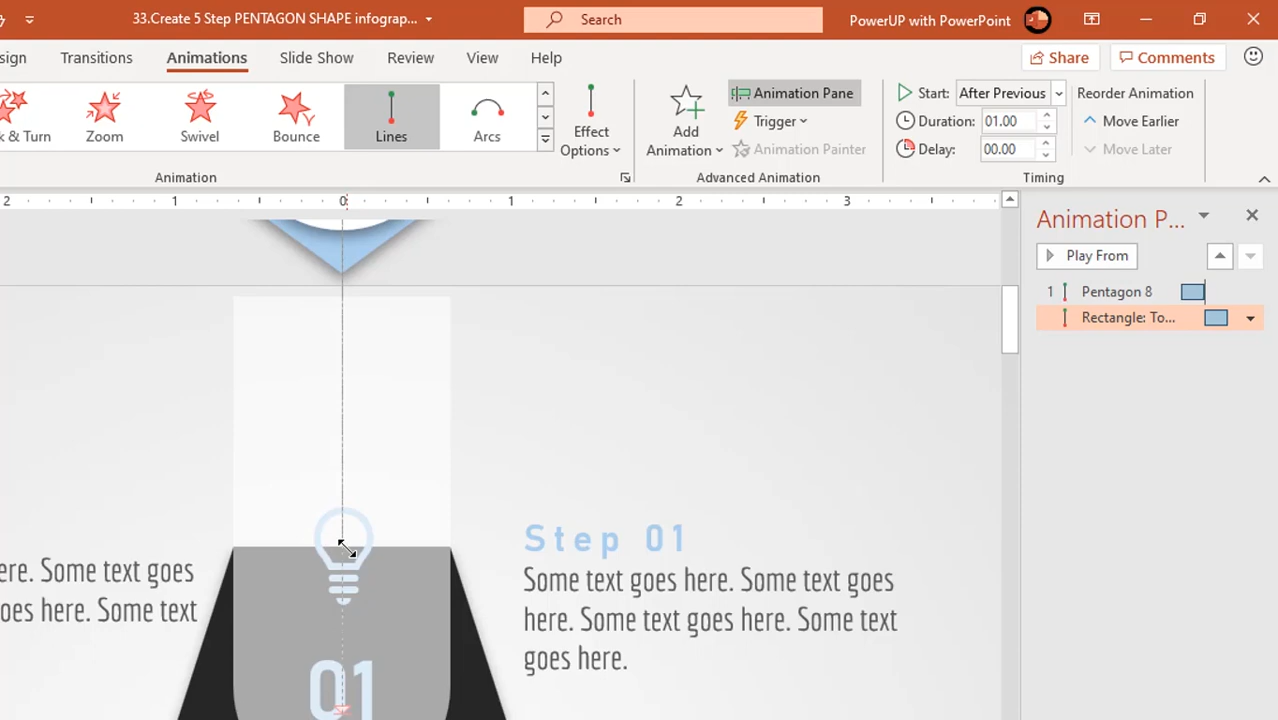 33.Create 5 Step PENTAGON SHAPE infograp...
Search
PowerUP with PowerPoint
sign Transitions Animations Slide Show Review View Help
Share Comments
k & Turn Zoom Swivel Bounce Lines Arcs
Effect Options
Add Animation
Animation Pane
Trigger
Animation Painter
Start: After Previous
Duration: 01.00
Delay: 00.00
Reorder Animation
Move Earlier
Move Later
Animation Advanced Animation Timing
2 1 0 1 2 3
Animation P...
Play From
1 Pentagon 8
Rectangle: To...
Step 01
Some text goes here. Some text goes
here. Some text goes here. Some text
goes here.
ere. Some text goes
oes here. Some text
01